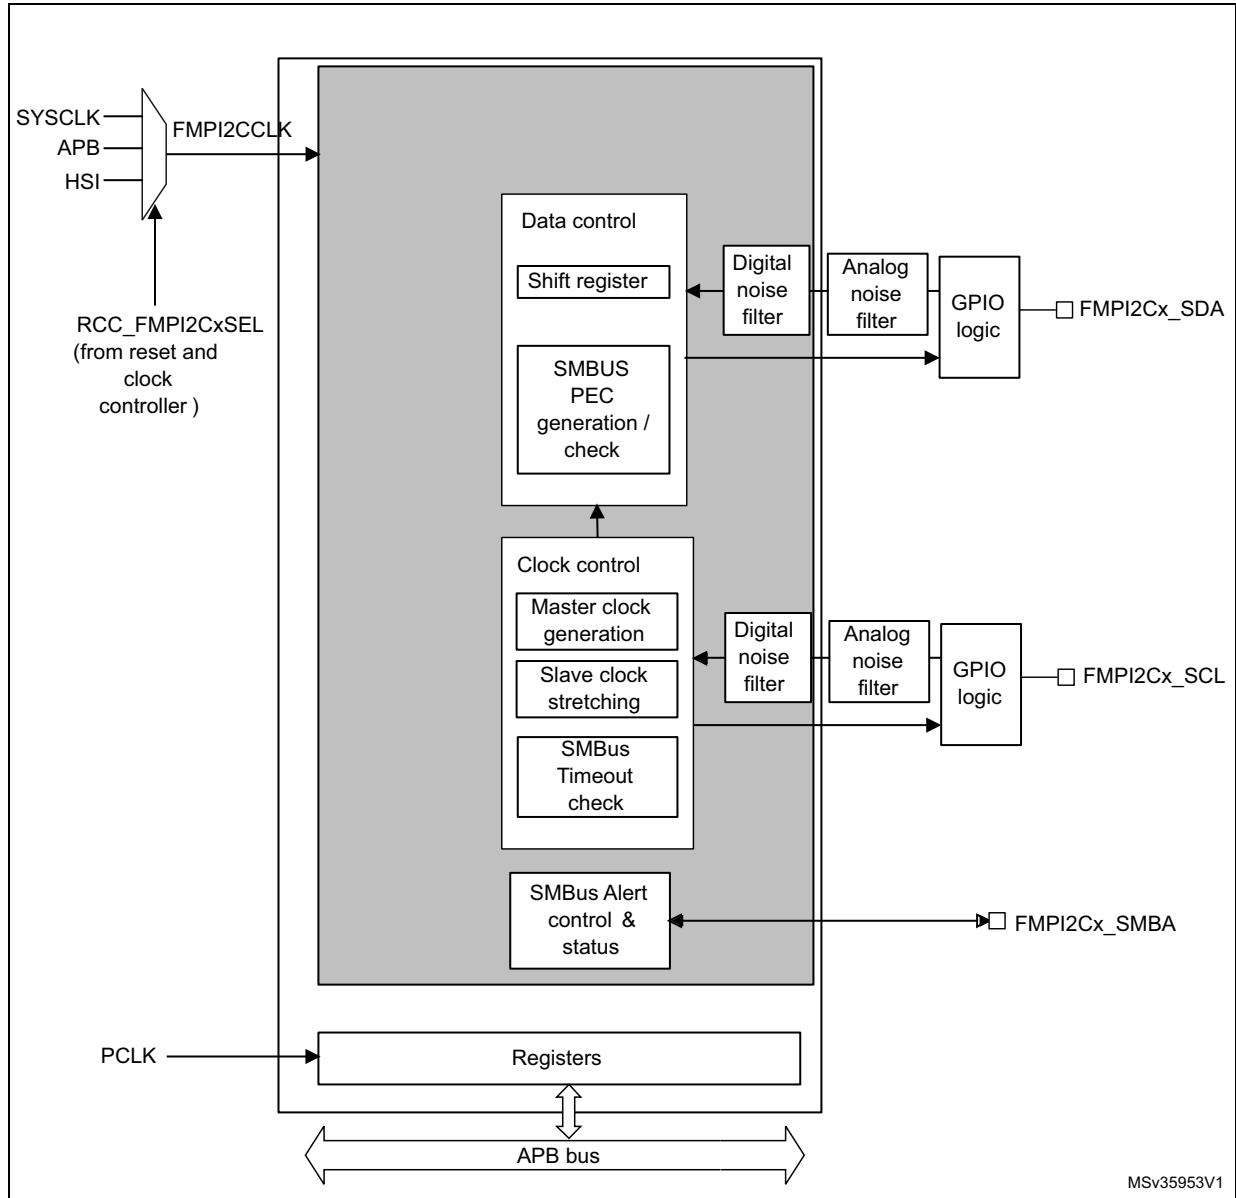 SYSCLK
APB
HSI
FMPI2CCLK
RCC_FMPI2CxSEL
(from reset and
clock
controller )
Data control
Shift register
SMBUS
PEC
generation /
check
Digital
noise
filter
Analog
noise
filter
GPIO
logic
FMPI2Cx_SDA
Clock control
Master clock
generation
Slave clock
stretching
SMBus
Timeout
check
Digital
noise
filter
Analog
noise
filter
GPIO
logic
FMPI2Cx_SCL
SMBus Alert
control &
status
FMPI2Cx_SMBA
PCLK
Registers
APB bus
MSv35953V1